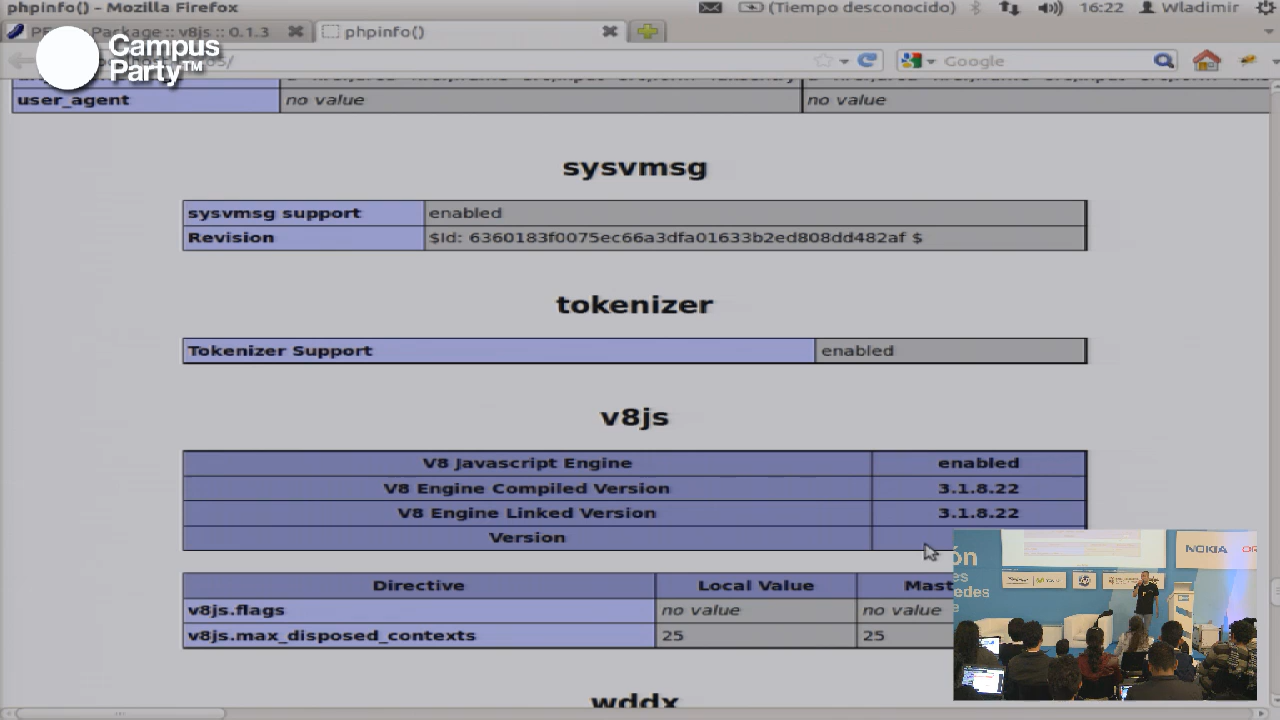 phpinfo() - Mozilla Firefox
(Tiempo desconocido) 16:22 Wladimir
Package :: v8js :: 0.1.3
phpinfo()
Campus
Party™
Google
user_agent no value no value
sysvmsg
sysvmsg support enabled
Revision $Id: 6360183f0075ec66a3dfa01633b2ed808dd482af $
tokenizer
Tokenizer Support enabled
v8js
V8 Javascript Engine enabled
V8 Engine Compiled Version 3.1.8.22
V8 Engine Linked Version 3.1.8.22
Version
Directive Local Value Mast
v8js.flags no value no value
v8js.max_disposed_contexts 25 25
wddx
NOKIA